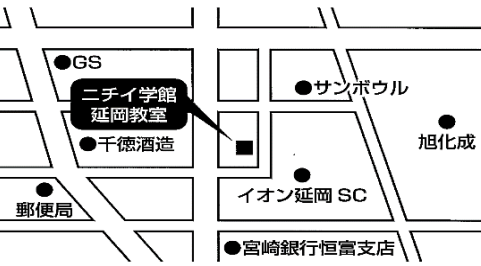 GS
ニチイ学館
延岡教室
サンボウル
千徳酒造
旭化成
イオン延岡 SC
郵便局
宮崎銀行恒富支店